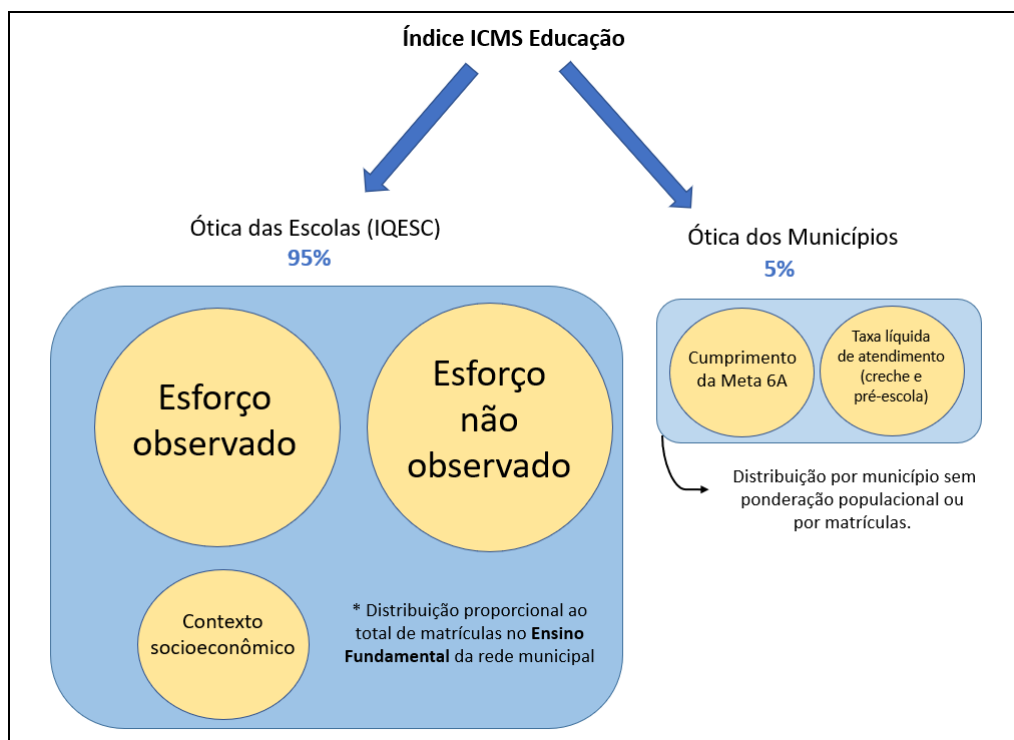 Índice ICMS Educação
Ótica das Escolas (IQESC)
95%
Esforço
observado
Esforço
não
observado
Contexto
socioeconômico
* Distribuição proporcional ao
total de matrículas no Ensino
Fundamental da rede municipal
Ótica dos Municípios
5%
Cumprimento
da Meta 6A
Taxa líquida
de atendimento
(creche e
pré-escola)
Distribuição por município sem
ponderação populacional ou
por matrículas.